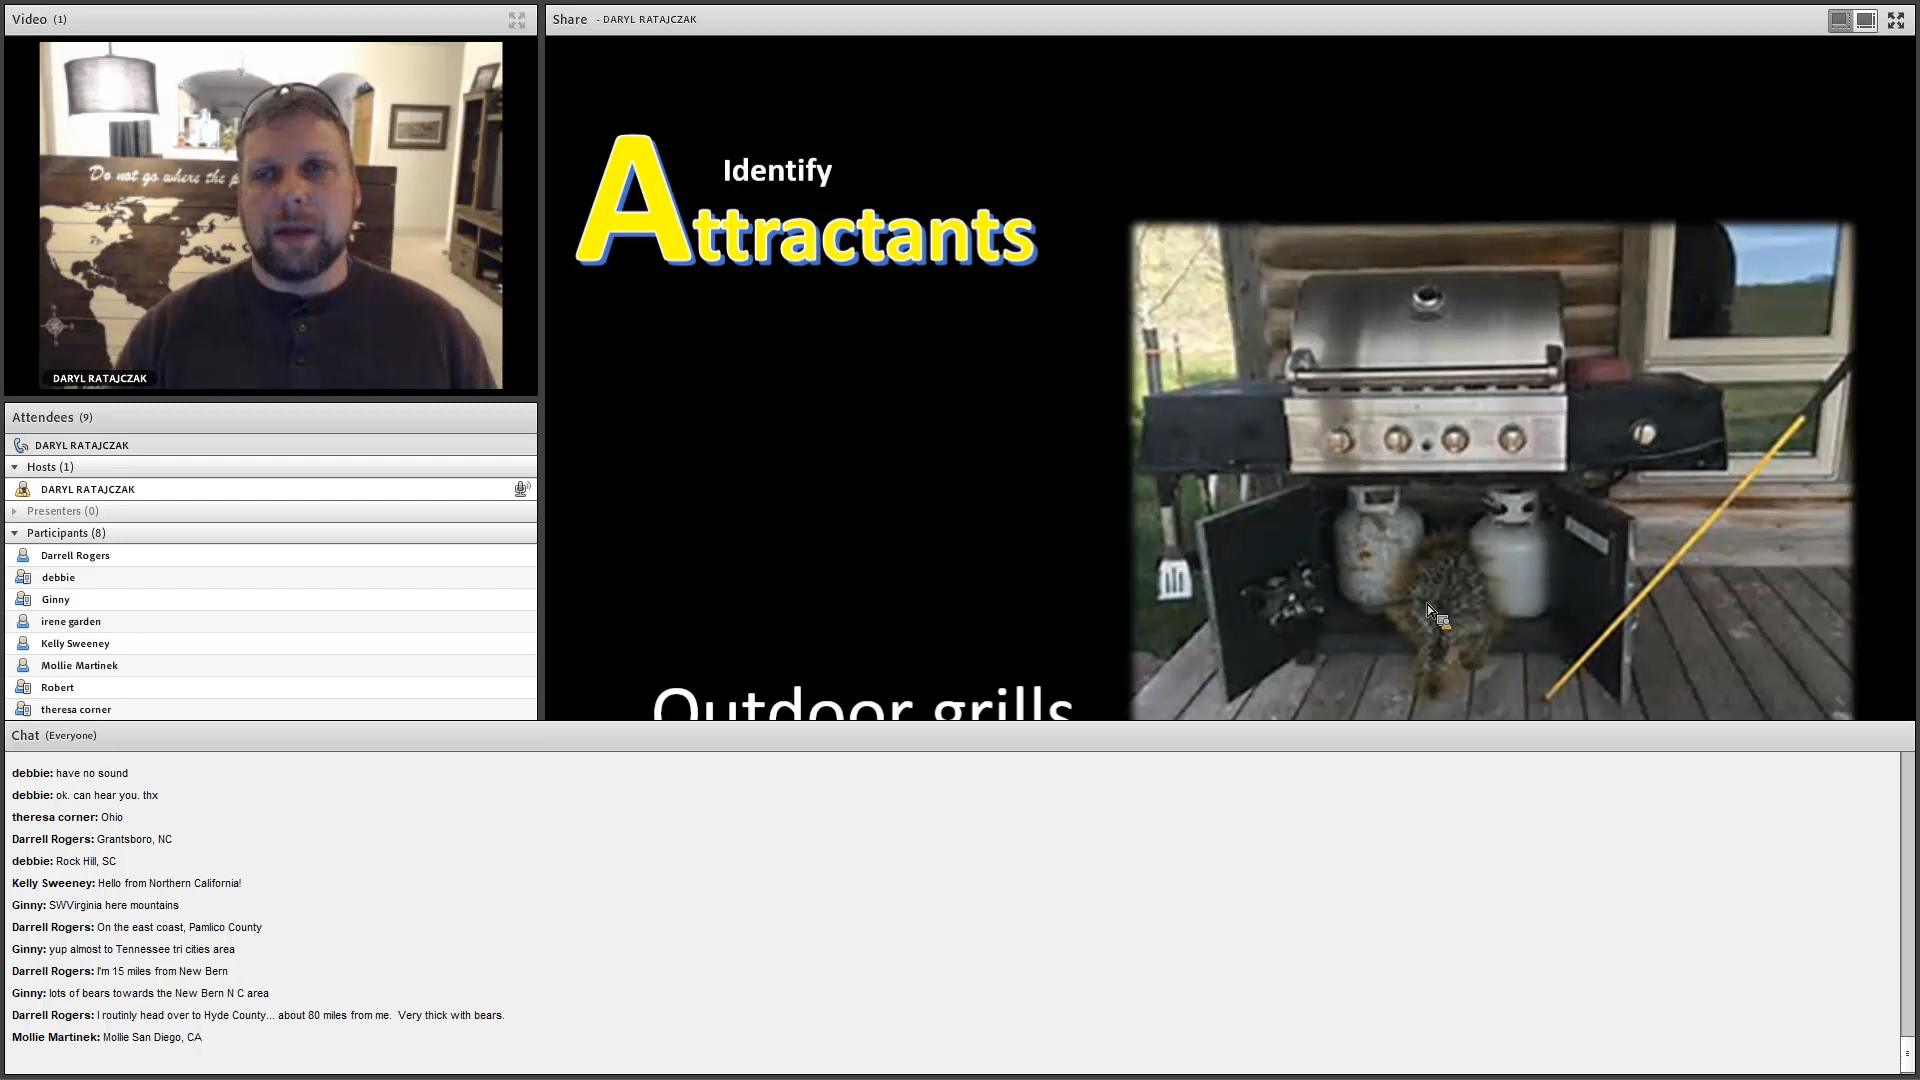 Video (1)
Do not go where the p
DARYL RATAJCZAK
Attendees (9)
DARYL RATAJCZAK
Hosts (1)
DARYL RATAJCZAK
Presenters (0)
Participants (8)
Darrell Rogers
debbie
Ginny
irene garden
Kelly Sweeney
Mollie Martinek
Robert
theresa corner
Share - DARYL RATAJCZAK
Identify
Attractants
Outdoor grills
Chat (Everyone)
debbie: have no sound
debbie: ok. can hear you. thx
theresa corner: Ohio
Darrell Rogers: Grantsboro, NC
debbie: Rock Hill, SC
Kelly Sweeney: Hello from Northern California!
Ginny: SWVirginia here mountains
Darrell Rogers: On the east coast, Pamlico County
Ginny: yup almost to Tennessee tri cities area
Darrell Rogers: I'm 15 miles from New Bern
Ginny: lots of bears towards the New Bern N C area
Darrell Rogers: I routinly head over to Hyde County... about 80 miles from me.  Very thick with bears.
Mollie Martinek: Mollie San Diego, CA